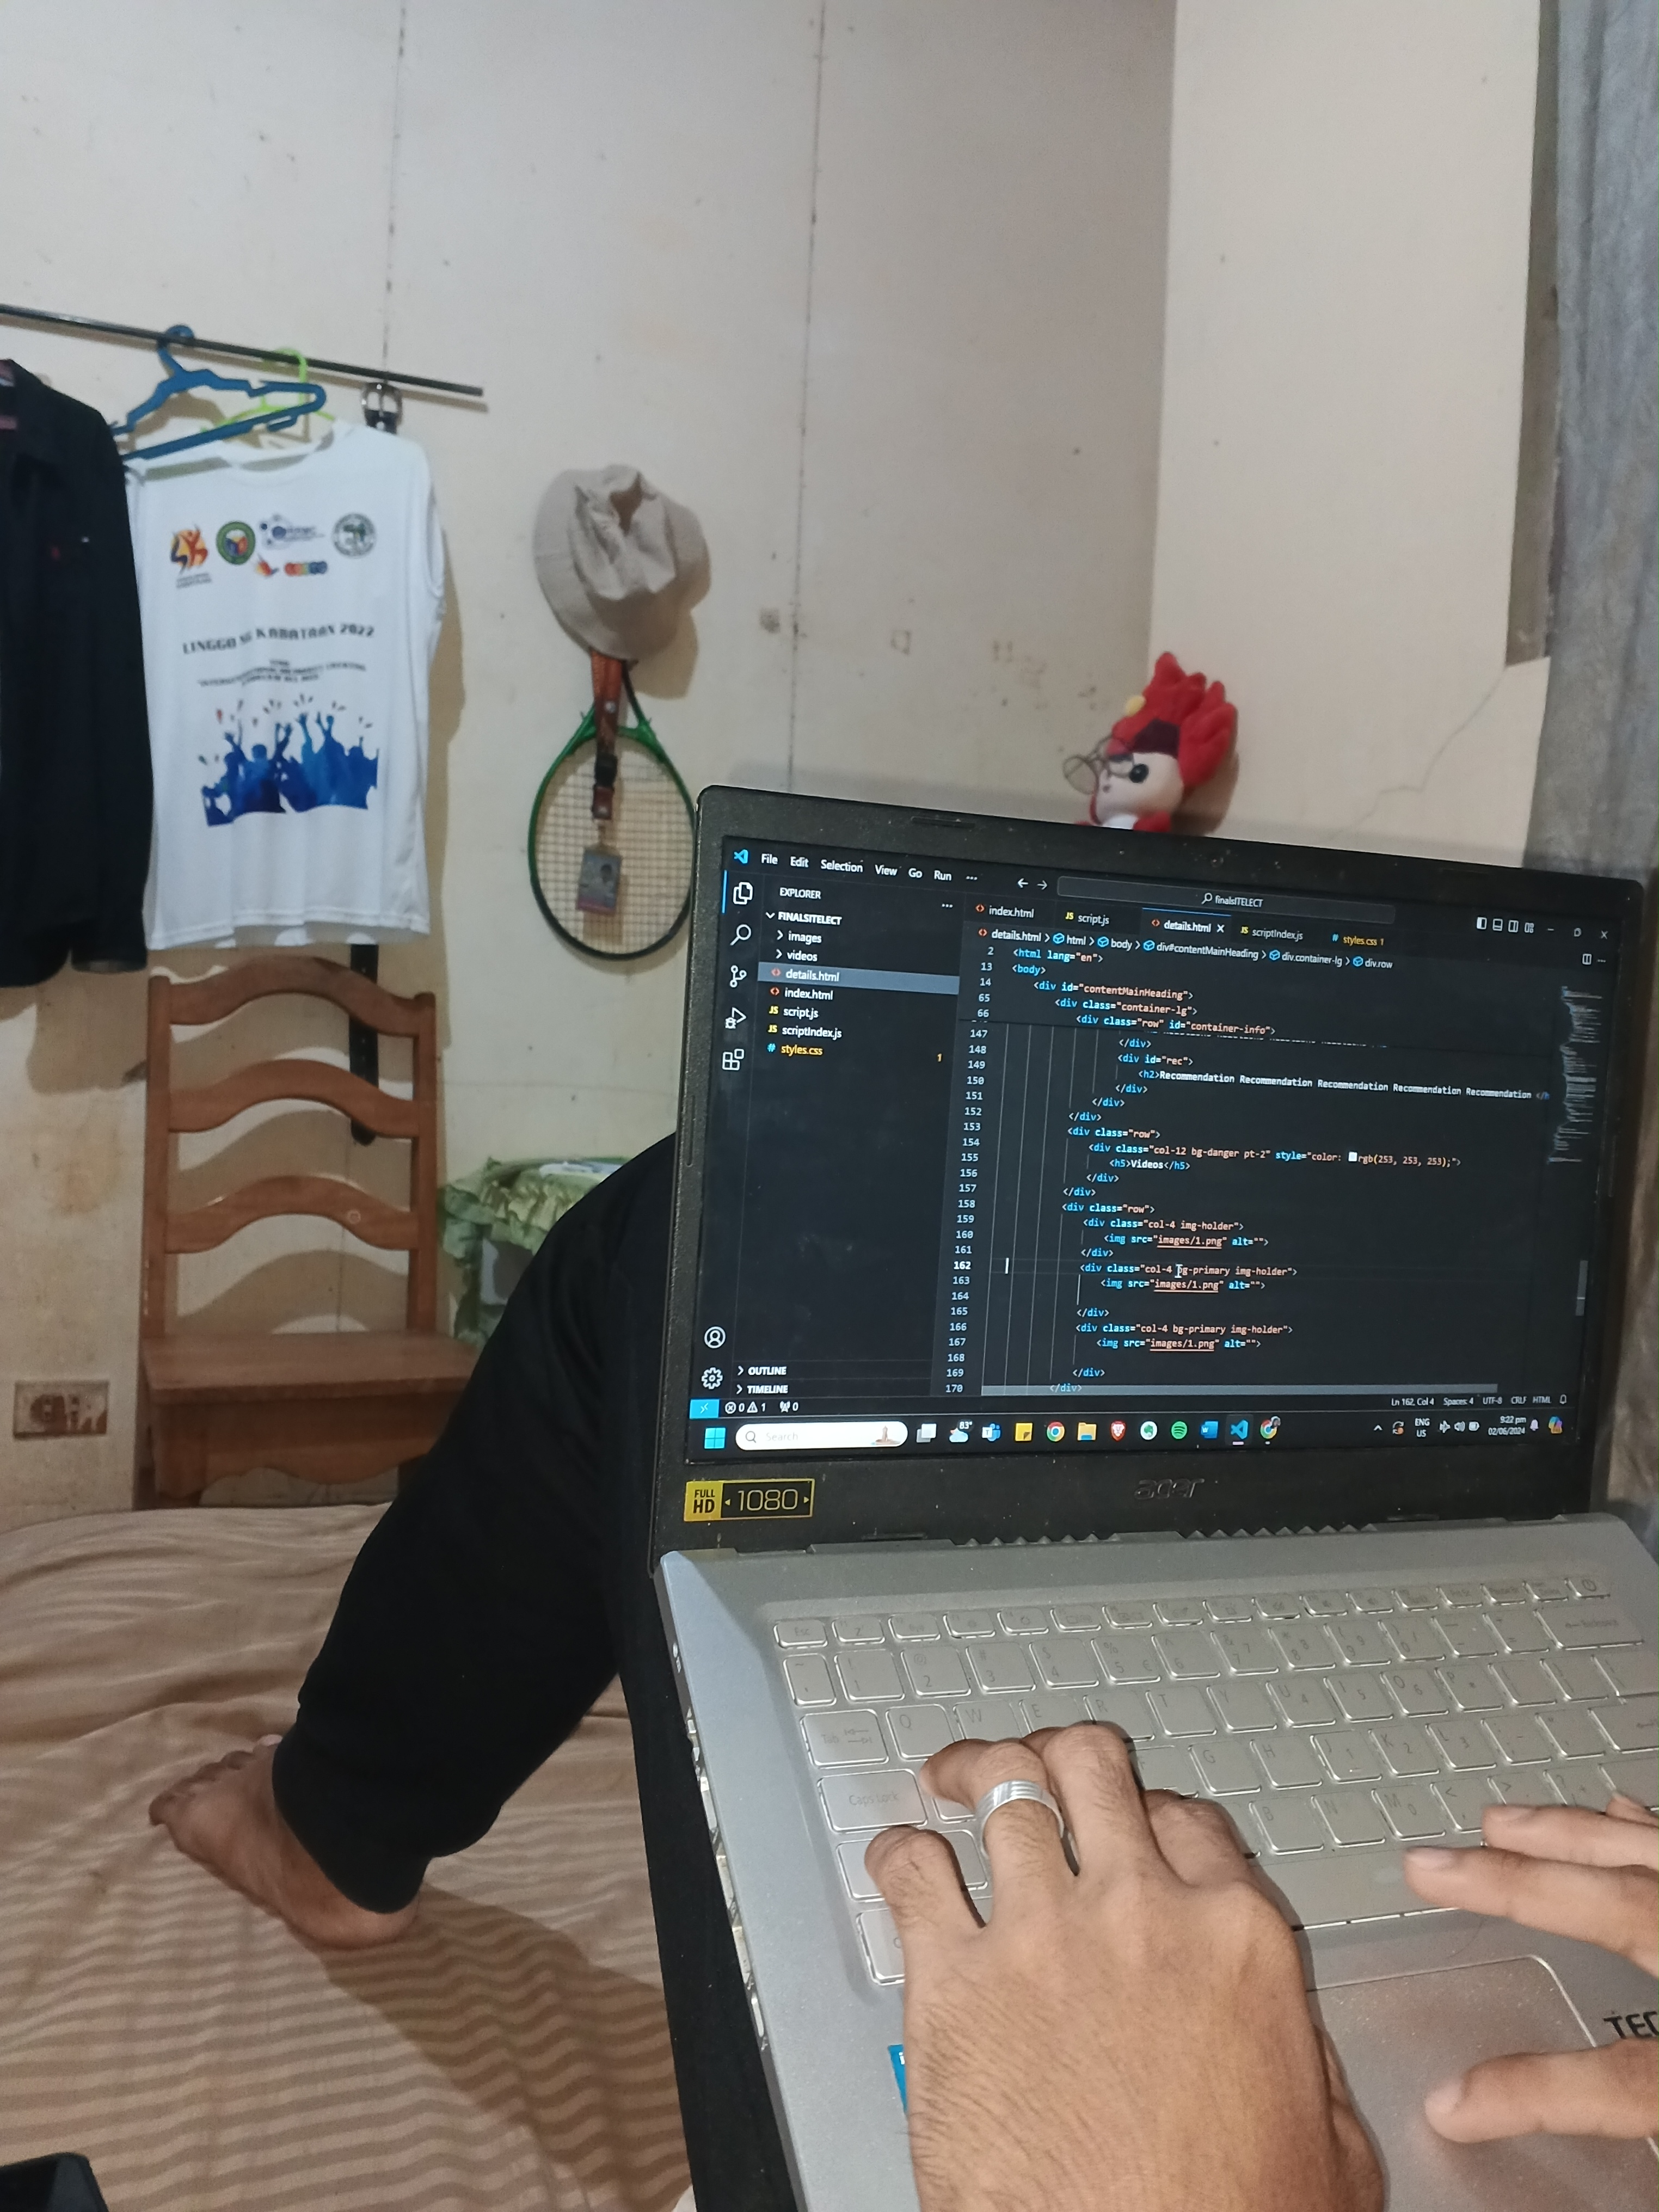 LINGGO NG KABATAAN 2022
File Edit Selection View Go Run ...
finalsITELECT
EXPLORER
FINALSITELECT
images
videos
details.html
index.html
script.js
scriptIndex.js
styles.css 1
index.html script.js details.html scriptIndex.js styles.css 1
details.html > html > body > div#contentMainHeading > div.container-lg > div.row
2 <html lang="en">
13 <body>
14 <div id="contentMainHeading">
65 <div class="container-lg">
66 <div class="row" id="container-info">
147
148 </div>
149 <div id="rec">
150 <h2>Recommendation Recommendation Recommendation Recommendation Recommendation </h
151 </div>
152 </div>
153 </div>
154 <div class="row">
155 <div class="col-12 bg-danger pt-2" style="color: rgb(253, 253, 253);">
156 <h5>Videos</h5>
157 </div>
158 </div>
159 <div class="row">
160 <div class="col-4 img-holder">
161 <img src="images/1.png" alt="">
162 </div>
163 <div class="col-4 bg-primary img-holder">
164 <img src="images/1.png" alt="">
165
166 </div>
167 <div class="col-4 bg-primary img-holder">
168 <img src="images/1.png" alt="">
169
170 </div>
</div>
OUTLINE
TIMELINE
0 1 0
Ln 162, Col 4 Spaces: 4 UTF-8 CRLF HTML
Search
83°
ENG
US
9:22 pm
02/06/2024
FULL
HD
1080
acer
Esc
Tab Q W E R T Y U
Caps Lock G H J K L
B N M
Backspace
TEC